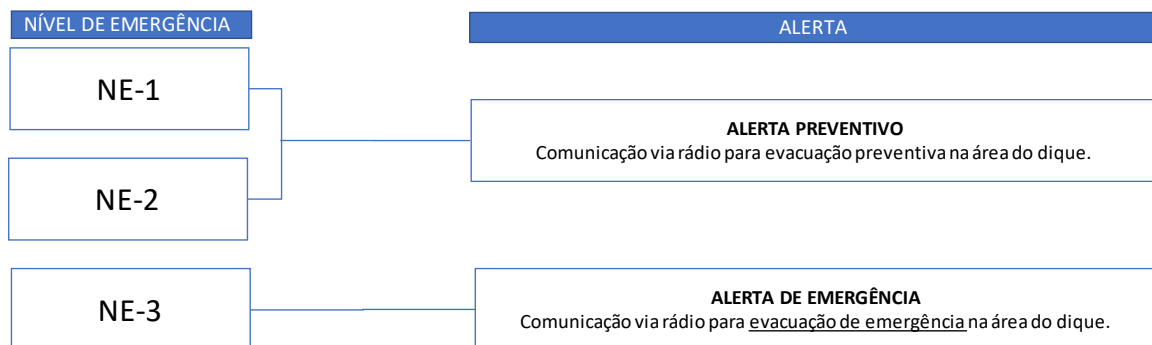 NÍVEL DE EMERGÊNCIA
ALERTA
NE-1
NE-2
ALERTA PREVENTIVO
Comunicação via rádio para evacuação preventiva na área do dique.
NE-3
ALERTA DE EMERGÊNCIA
Comunicação via rádio para evacuação de emergência na área do dique.